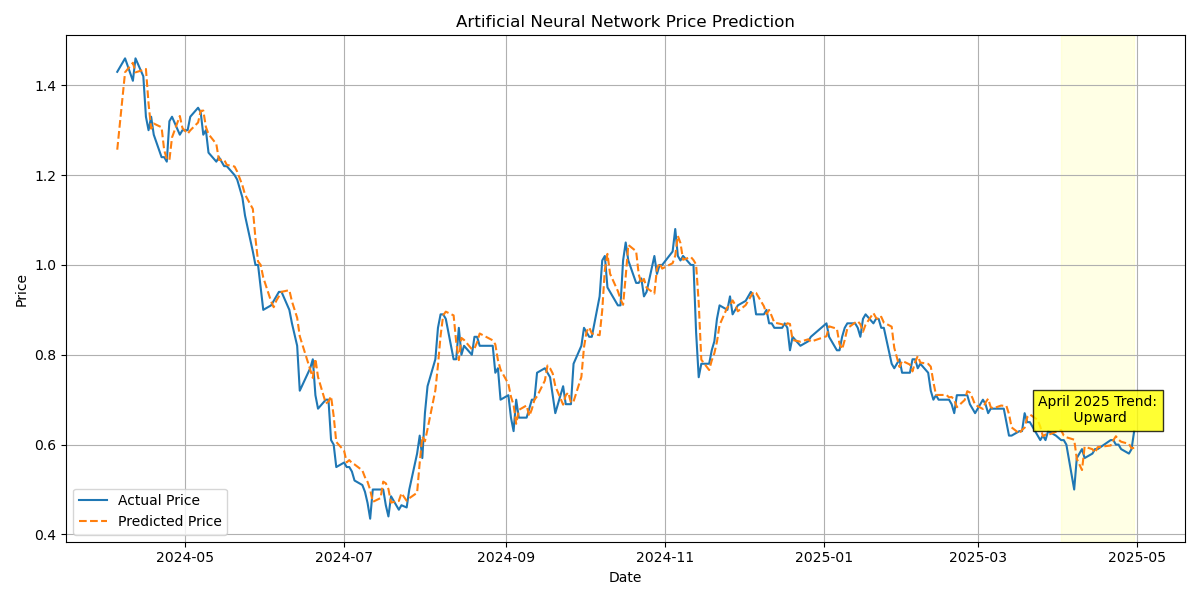 Artificial Neural Network Price Prediction
Price
1.4
1.2
1.0
0.8
0.6
0.4
April 2025 Trend:
Upward
Actual Price
Predicted Price
2024-05
2024-07
2024-09
2024-11
2025-01
2025-03
2025-05
Date